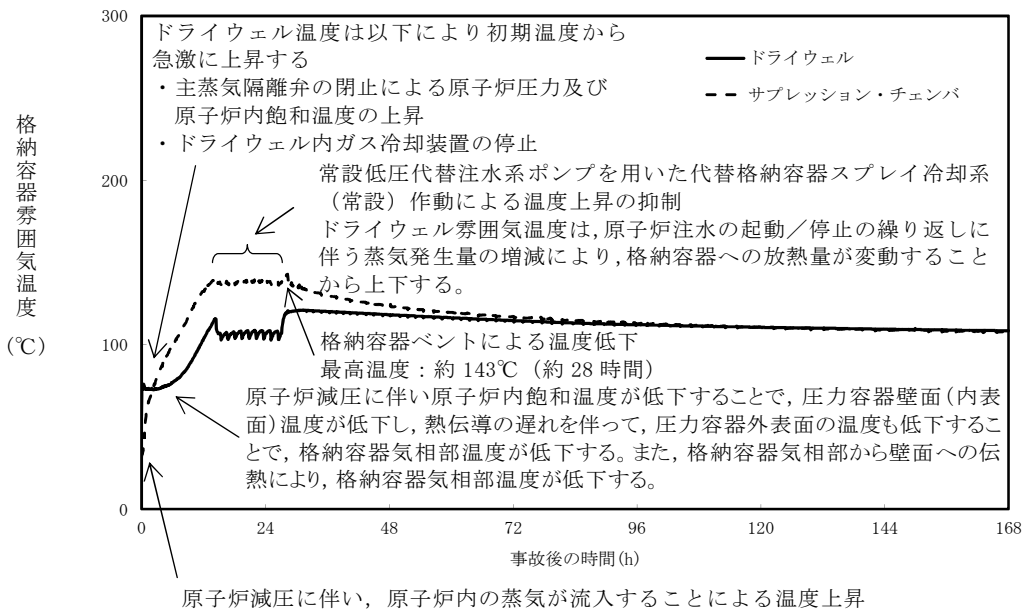 300
ドライウェル温度は以下により初期温度から
急激に上昇する
・主蒸気隔離弁の閉止による原子炉圧力及び
原子炉内飽和温度の上昇
・ドライウェル内ガス冷却装置の停止
ドライウェル
サプレッション・チェンバ
格納容器雰囲気温度
(℃)
200
常設低圧代替注水系ポンプを用いた代替格納容器スプレイ冷却系
（常設）作動による温度上昇の抑制
ドライウェル雰囲気温度は，原子炉注水の起動／停止の繰り返しに
伴う蒸気発生量の増減により，格納容器への放熱量が変動すること
から上下する。
100
格納容器ベントによる温度低下
最高温度：約 143℃（約 28 時間）
原子炉減圧に伴い原子炉内飽和温度が低下することで，圧力容器壁面（内表
面）温度が低下し，熱伝導の遅れを伴って，圧力容器外表面の温度も低下するこ
とで，格納容器気相部温度が低下する。また，格納容器気相部から壁面への伝
熱により，格納容器気相部温度が低下する。
0
0 24 48 72 96 120 144 168
事故後の時間(h)
原子炉減圧に伴い，原子炉内の蒸気が流入することによる温度上昇